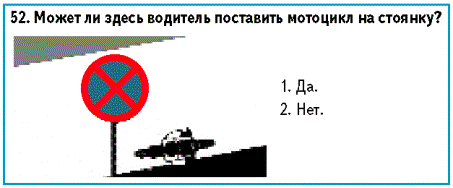 52. Может ли здесь водитель поставить мотоцикл на стоянку?
1. Да.
2. Нет.